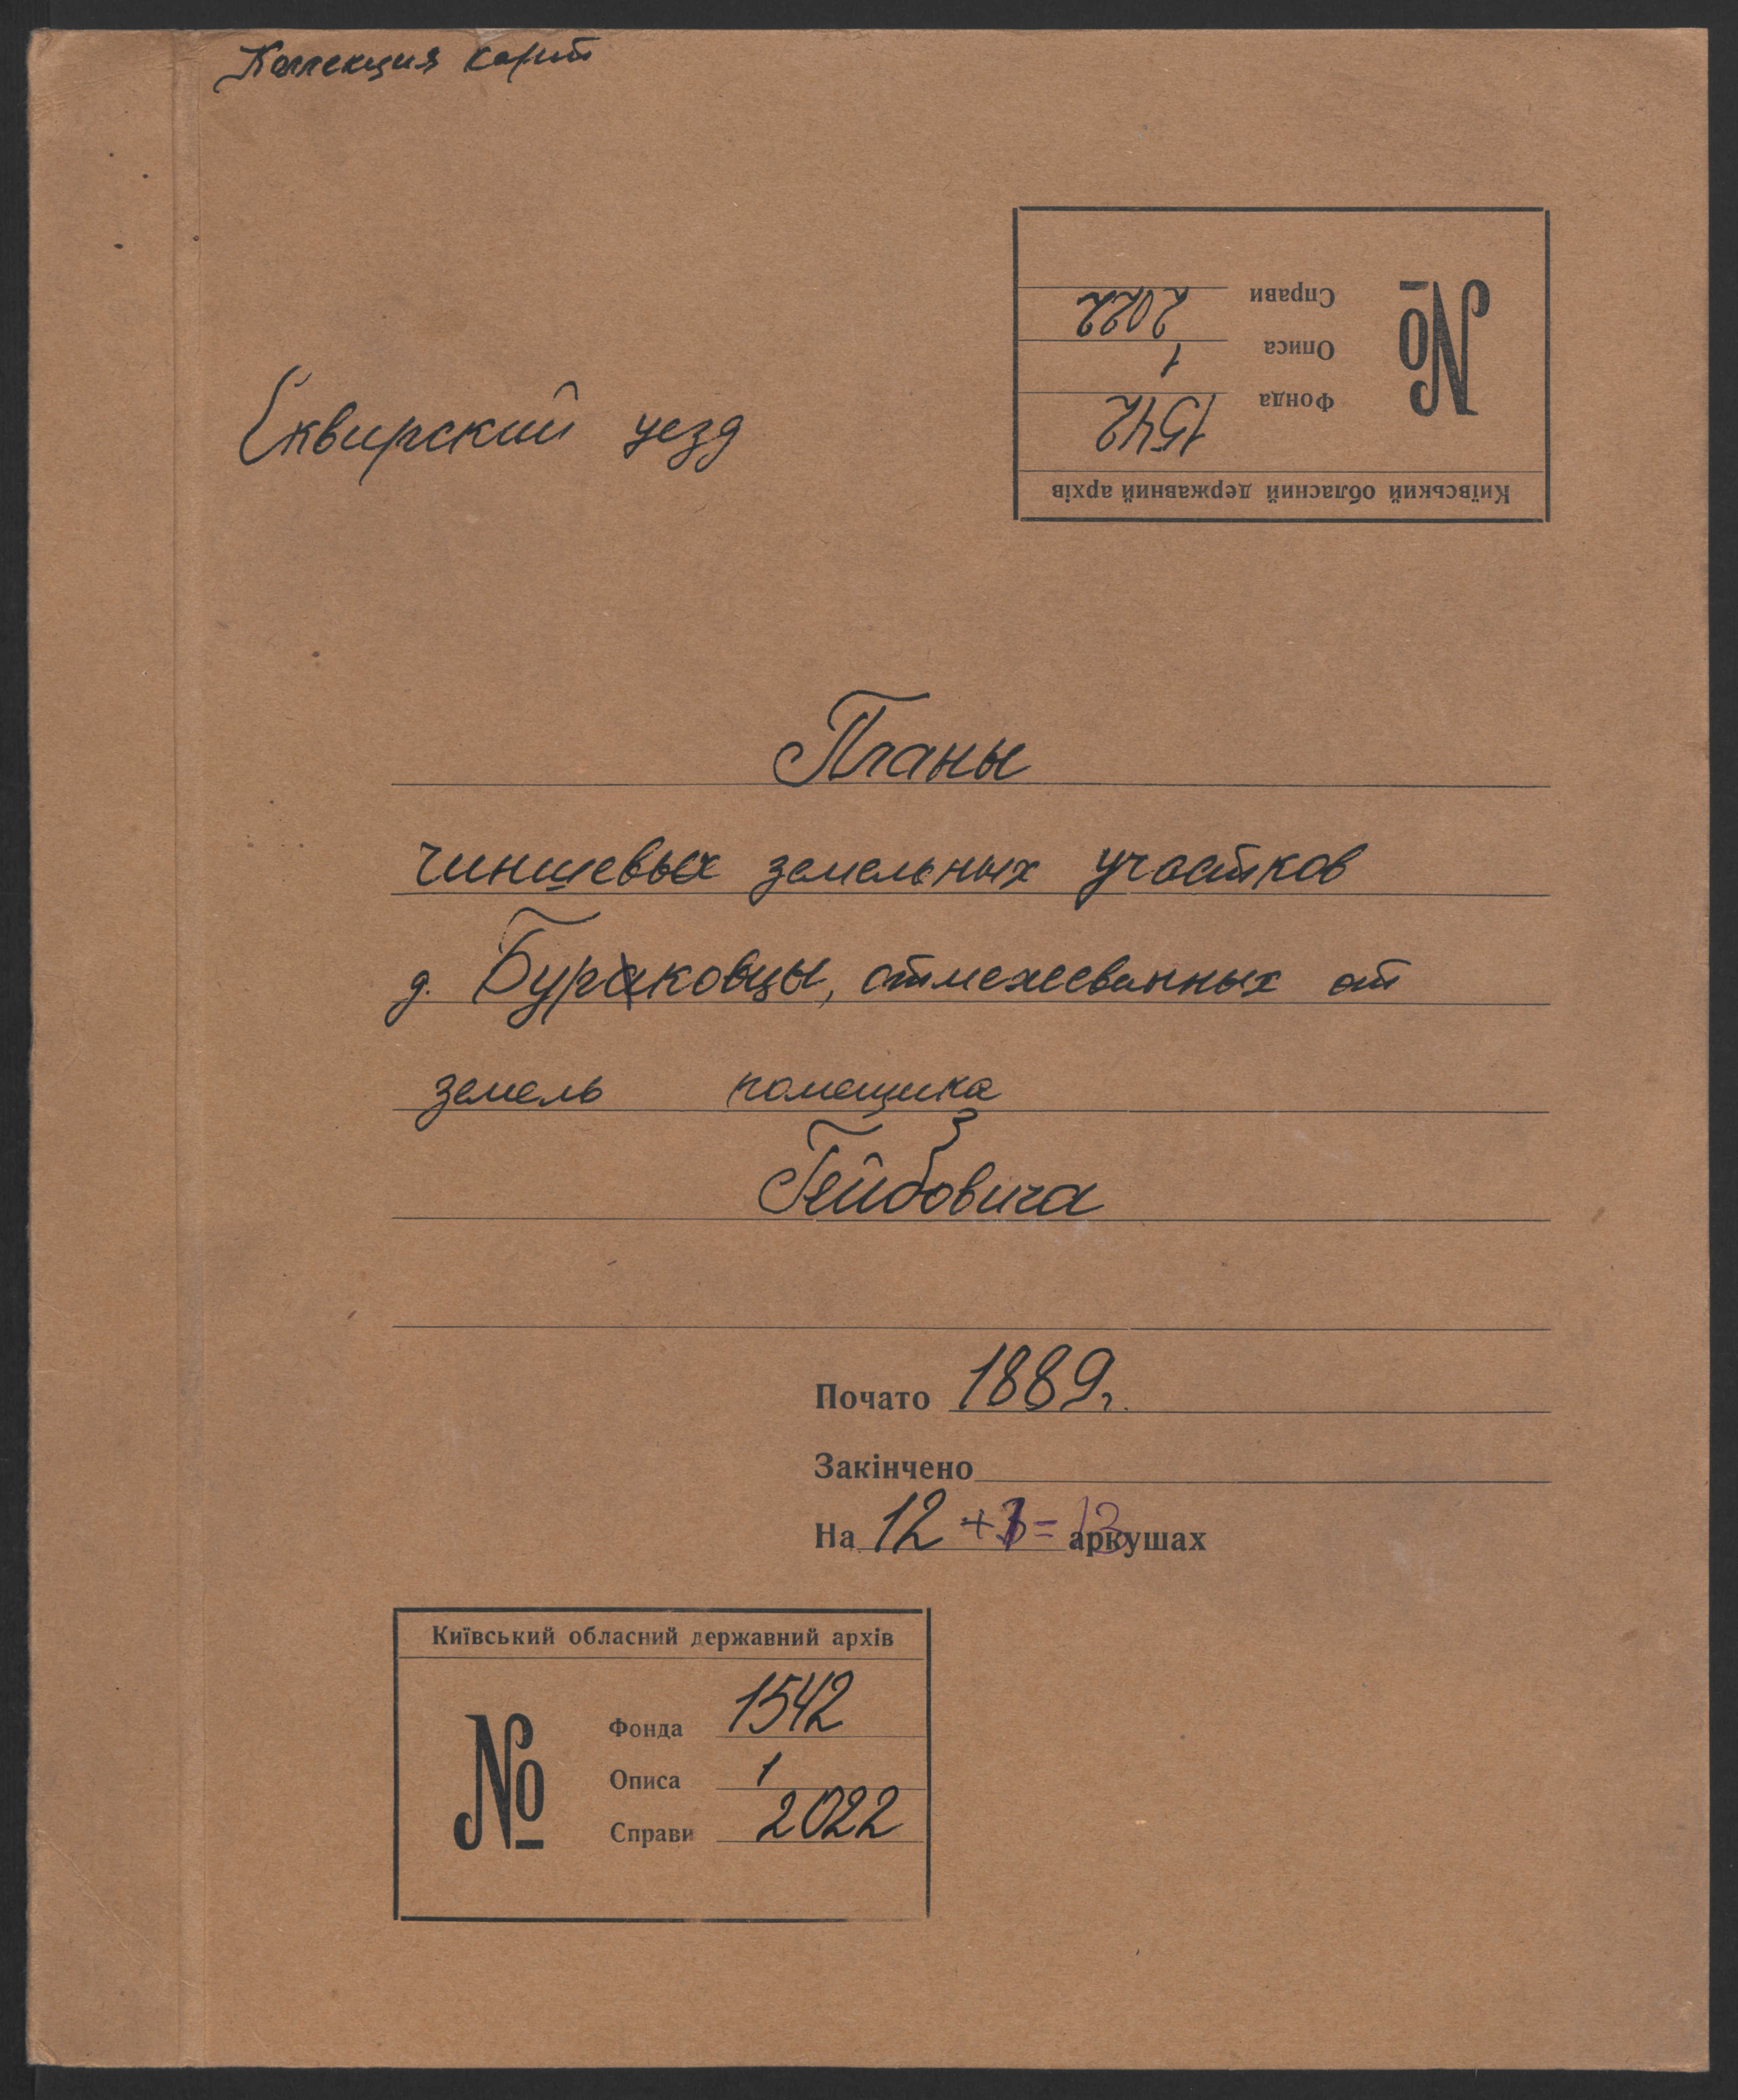 Коллекция карт
Справи 2022
Описа 1
Фонда 1542
№
Київський обласний державний архів
Сквирский уезд
Планы
чиншевых земельных участков
д. Бураковцы, отмежеванных от
земель помещика
Гейбовича
Почато 1889 г.
Закінчено
На 12 + 1 = 13 аркушах
Київський обласний державний архів
№
Фонда 1542
Описа 1
Справи 2022